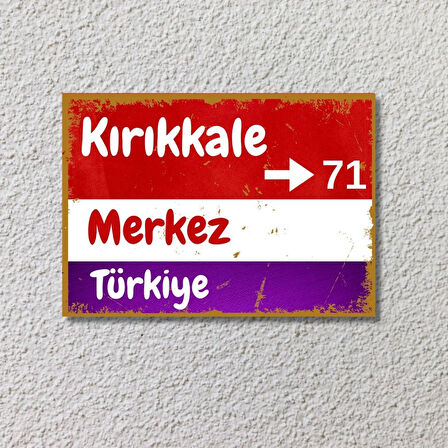 Kırıkkale
→ 71
Merkez
Türkiye